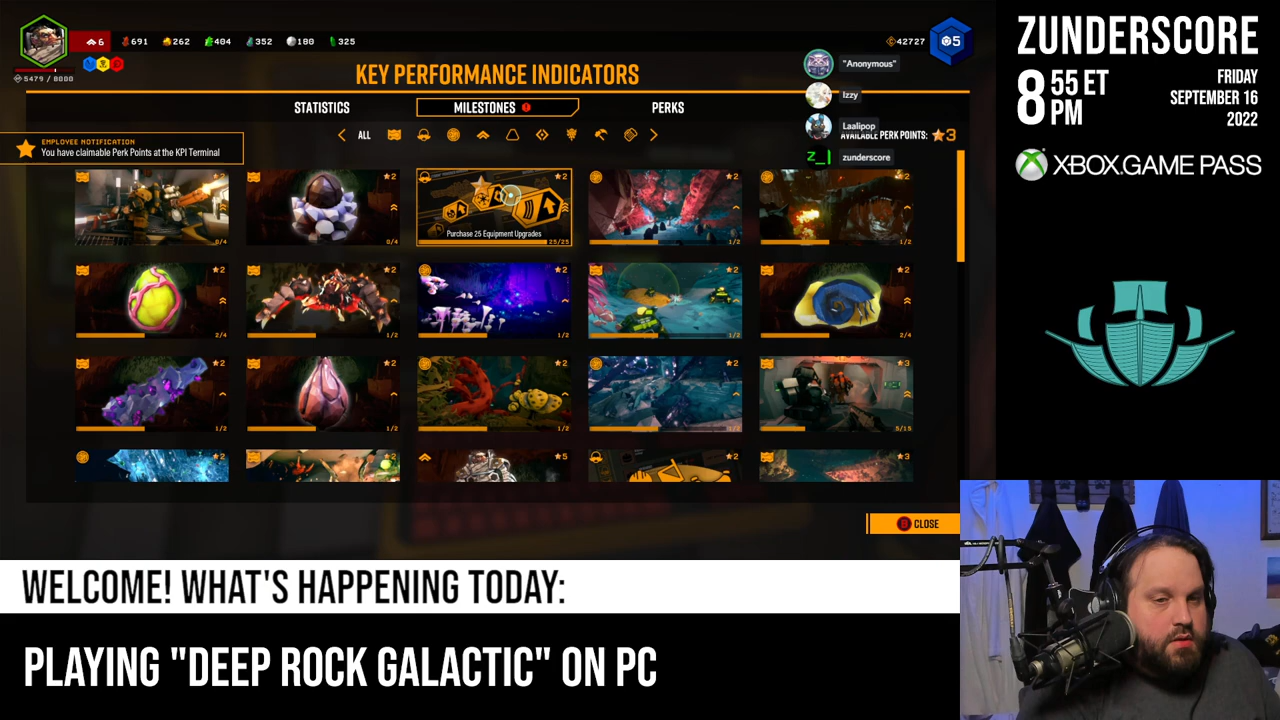 6 691 262 404 352 180 325
42727 5
5479 / 8000
KEY PERFORMANCE INDICATORS
"Anonymous"
Izzy
Laalipop
zunderscore
STATISTICS MILESTONES PERKS
ALL
AVAILABLE PERK POINTS: 3
EMPLOYEE NOTIFICATION
You have claimable Perk Points at the KPI Terminal
2 2 2 2 2
Purchase 25 Equipment Upgrades
0/4 0/4 25/25 1/2 1/2
2 2 2 2 2
2/4 1/2 1/2 1/2 2/4
2 2 2 2 3
1/2 1/2 1/2 1/2 5/15
2 2 5 2 3
CLOSE
ZUNDERSCORE
8 55 ET
PM
FRIDAY
SEPTEMBER 16
2022
XBOX GAME PASS
WELCOME! WHAT'S HAPPENING TODAY:
PLAYING "DEEP ROCK GALACTIC" ON PC